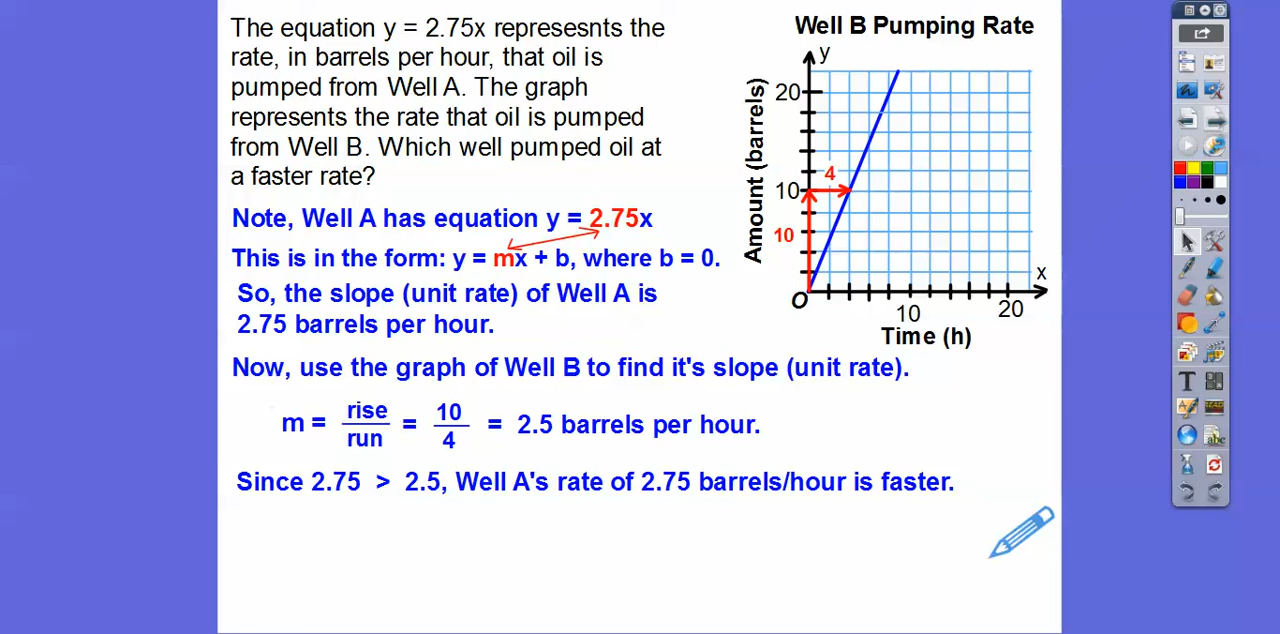 The equation y = 2.75x represesnts the
rate, in barrels per hour, that oil is
pumped from Well A. The graph
represents the rate that oil is pumped
from Well B. Which well pumped oil at
a faster rate?
Note, Well A has equation y = 2.75x
This is in the form: y = mx + b, where b = 0.
So, the slope (unit rate) of Well A is
2.75 barrels per hour.
Well B Pumping Rate
y
Amount (barrels)
20
10
4
10
O
10
20
x
Time (h)
Now, use the graph of Well B to find it's slope (unit rate).
m = rise/run = 10/4 = 2.5 barrels per hour.
Since 2.75 > 2.5, Well A's rate of 2.75 barrels/hour is faster.
T
abc